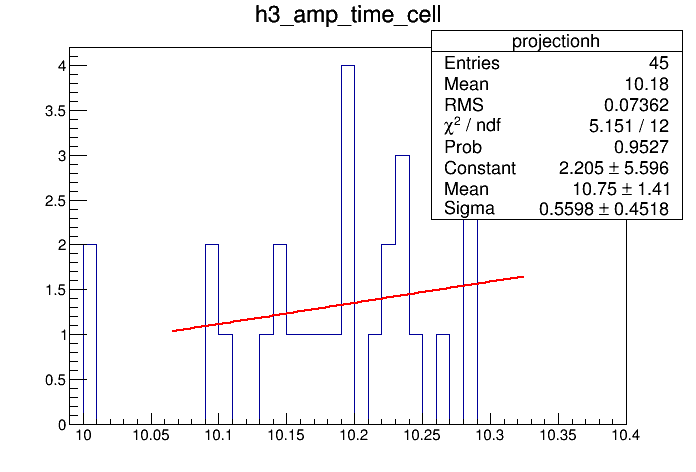 h3_amp_time_cell
projectionh
Entries 45
Mean 10.18
RMS 0.07362
χ² / ndf 5.151 / 12
Prob 0.9527
Constant 2.205 ± 5.596
Mean 10.75 ± 1.41
Sigma 0.5598 ± 0.4518
4
3.5
3
2.5
2
1.5
1
0.5
0
10 10.05 10.1 10.15 10.2 10.25 10.3 10.35 10.4